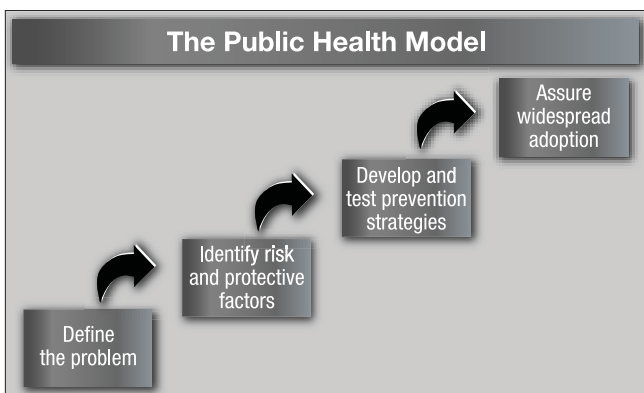 The Public Health Model
Assure
widespread
adoption
Develop and
test prevention
strategies
Identify risk
and protective
factors
Define
the problem